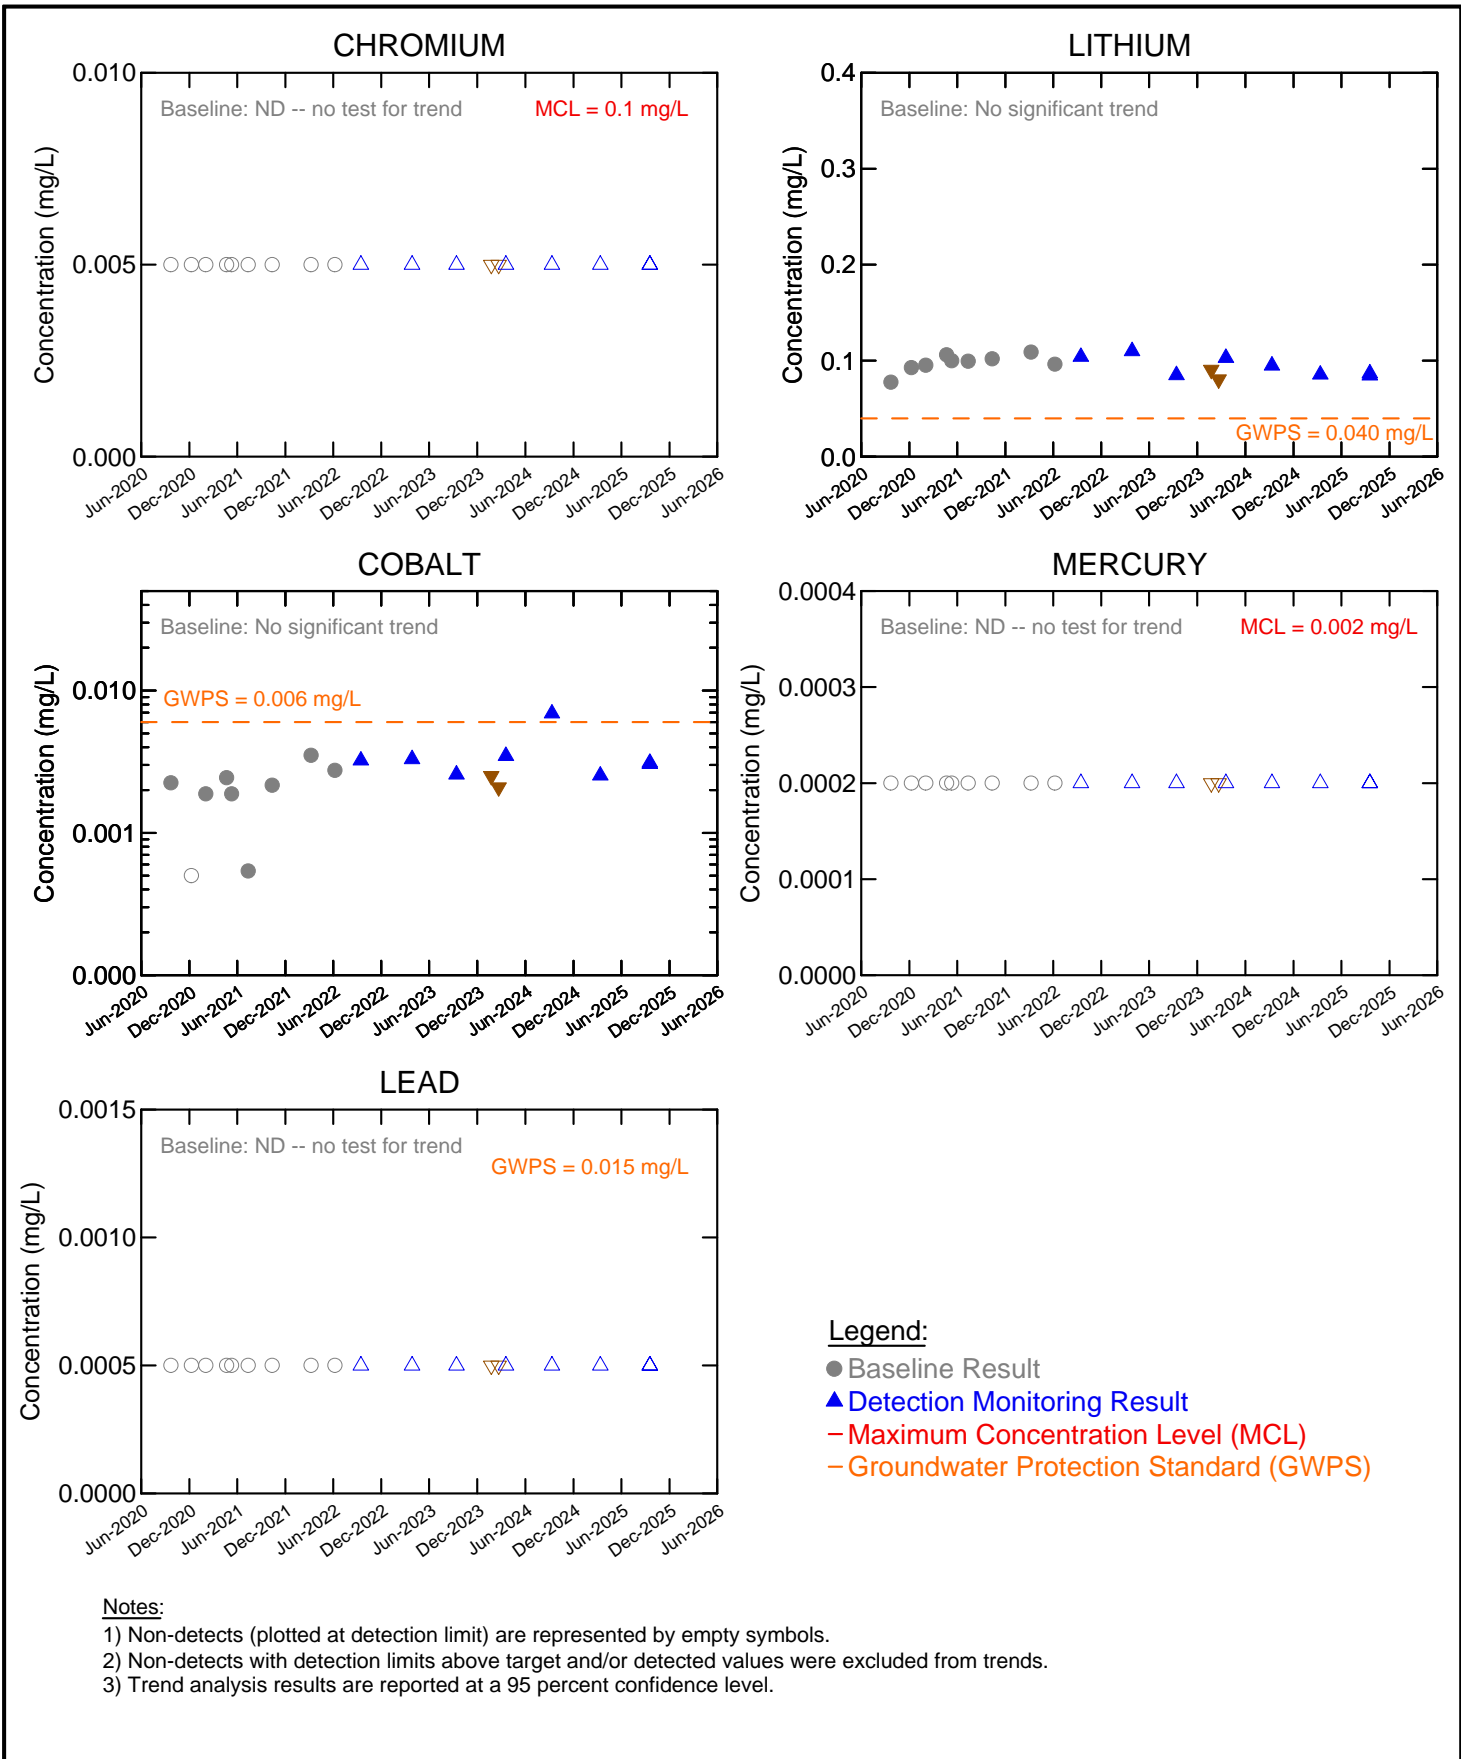 CHROMIUM
Concentration (mg/L)
0.010
0.005
0.000
Baseline: ND -- no test for trend
MCL = 0.1 mg/L
Jun-2020
Dec-2020
Jun-2021
Dec-2021
Jun-2022
Dec-2022
Jun-2023
Dec-2023
Jun-2024
Dec-2024
Jun-2025
Dec-2025
Jun-2026
LITHIUM
Concentration (mg/L)
0.4
0.3
0.2
0.1
0.0
Baseline: No significant trend
GWPS = 0.040 mg/L
Jun-2020
Dec-2020
Jun-2021
Dec-2021
Jun-2022
Dec-2022
Jun-2023
Dec-2023
Jun-2024
Dec-2024
Jun-2025
Dec-2025
Jun-2026
COBALT
Concentration (mg/L)
0.010
0.001
0.000
Baseline: No significant trend
GWPS = 0.006 mg/L
Jun-2020
Dec-2020
Jun-2021
Dec-2021
Jun-2022
Dec-2022
Jun-2023
Dec-2023
Jun-2024
Dec-2024
Jun-2025
Dec-2025
Jun-2026
MERCURY
Concentration (mg/L)
0.0004
0.0003
0.0002
0.0001
0.0000
Baseline: ND -- no test for trend
MCL = 0.002 mg/L
Jun-2020
Dec-2020
Jun-2021
Dec-2021
Jun-2022
Dec-2022
Jun-2023
Dec-2023
Jun-2024
Dec-2024
Jun-2025
Dec-2025
Jun-2026
LEAD
Concentration (mg/L)
0.0015
0.0010
0.0005
0.0000
Baseline: ND -- no test for trend
GWPS = 0.015 mg/L
Jun-2020
Dec-2020
Jun-2021
Dec-2021
Jun-2022
Dec-2022
Jun-2023
Dec-2023
Jun-2024
Dec-2024
Jun-2025
Dec-2025
Jun-2026
Legend:
Baseline Result
Detection Monitoring Result
Maximum Concentration Level (MCL)
Groundwater Protection Standard (GWPS)
Notes:
1) Non-detects (plotted at detection limit) are represented by empty symbols.
2) Non-detects with detection limits above target and/or detected values were excluded from trends.
3) Trend analysis results are reported at a 95 percent confidence level.